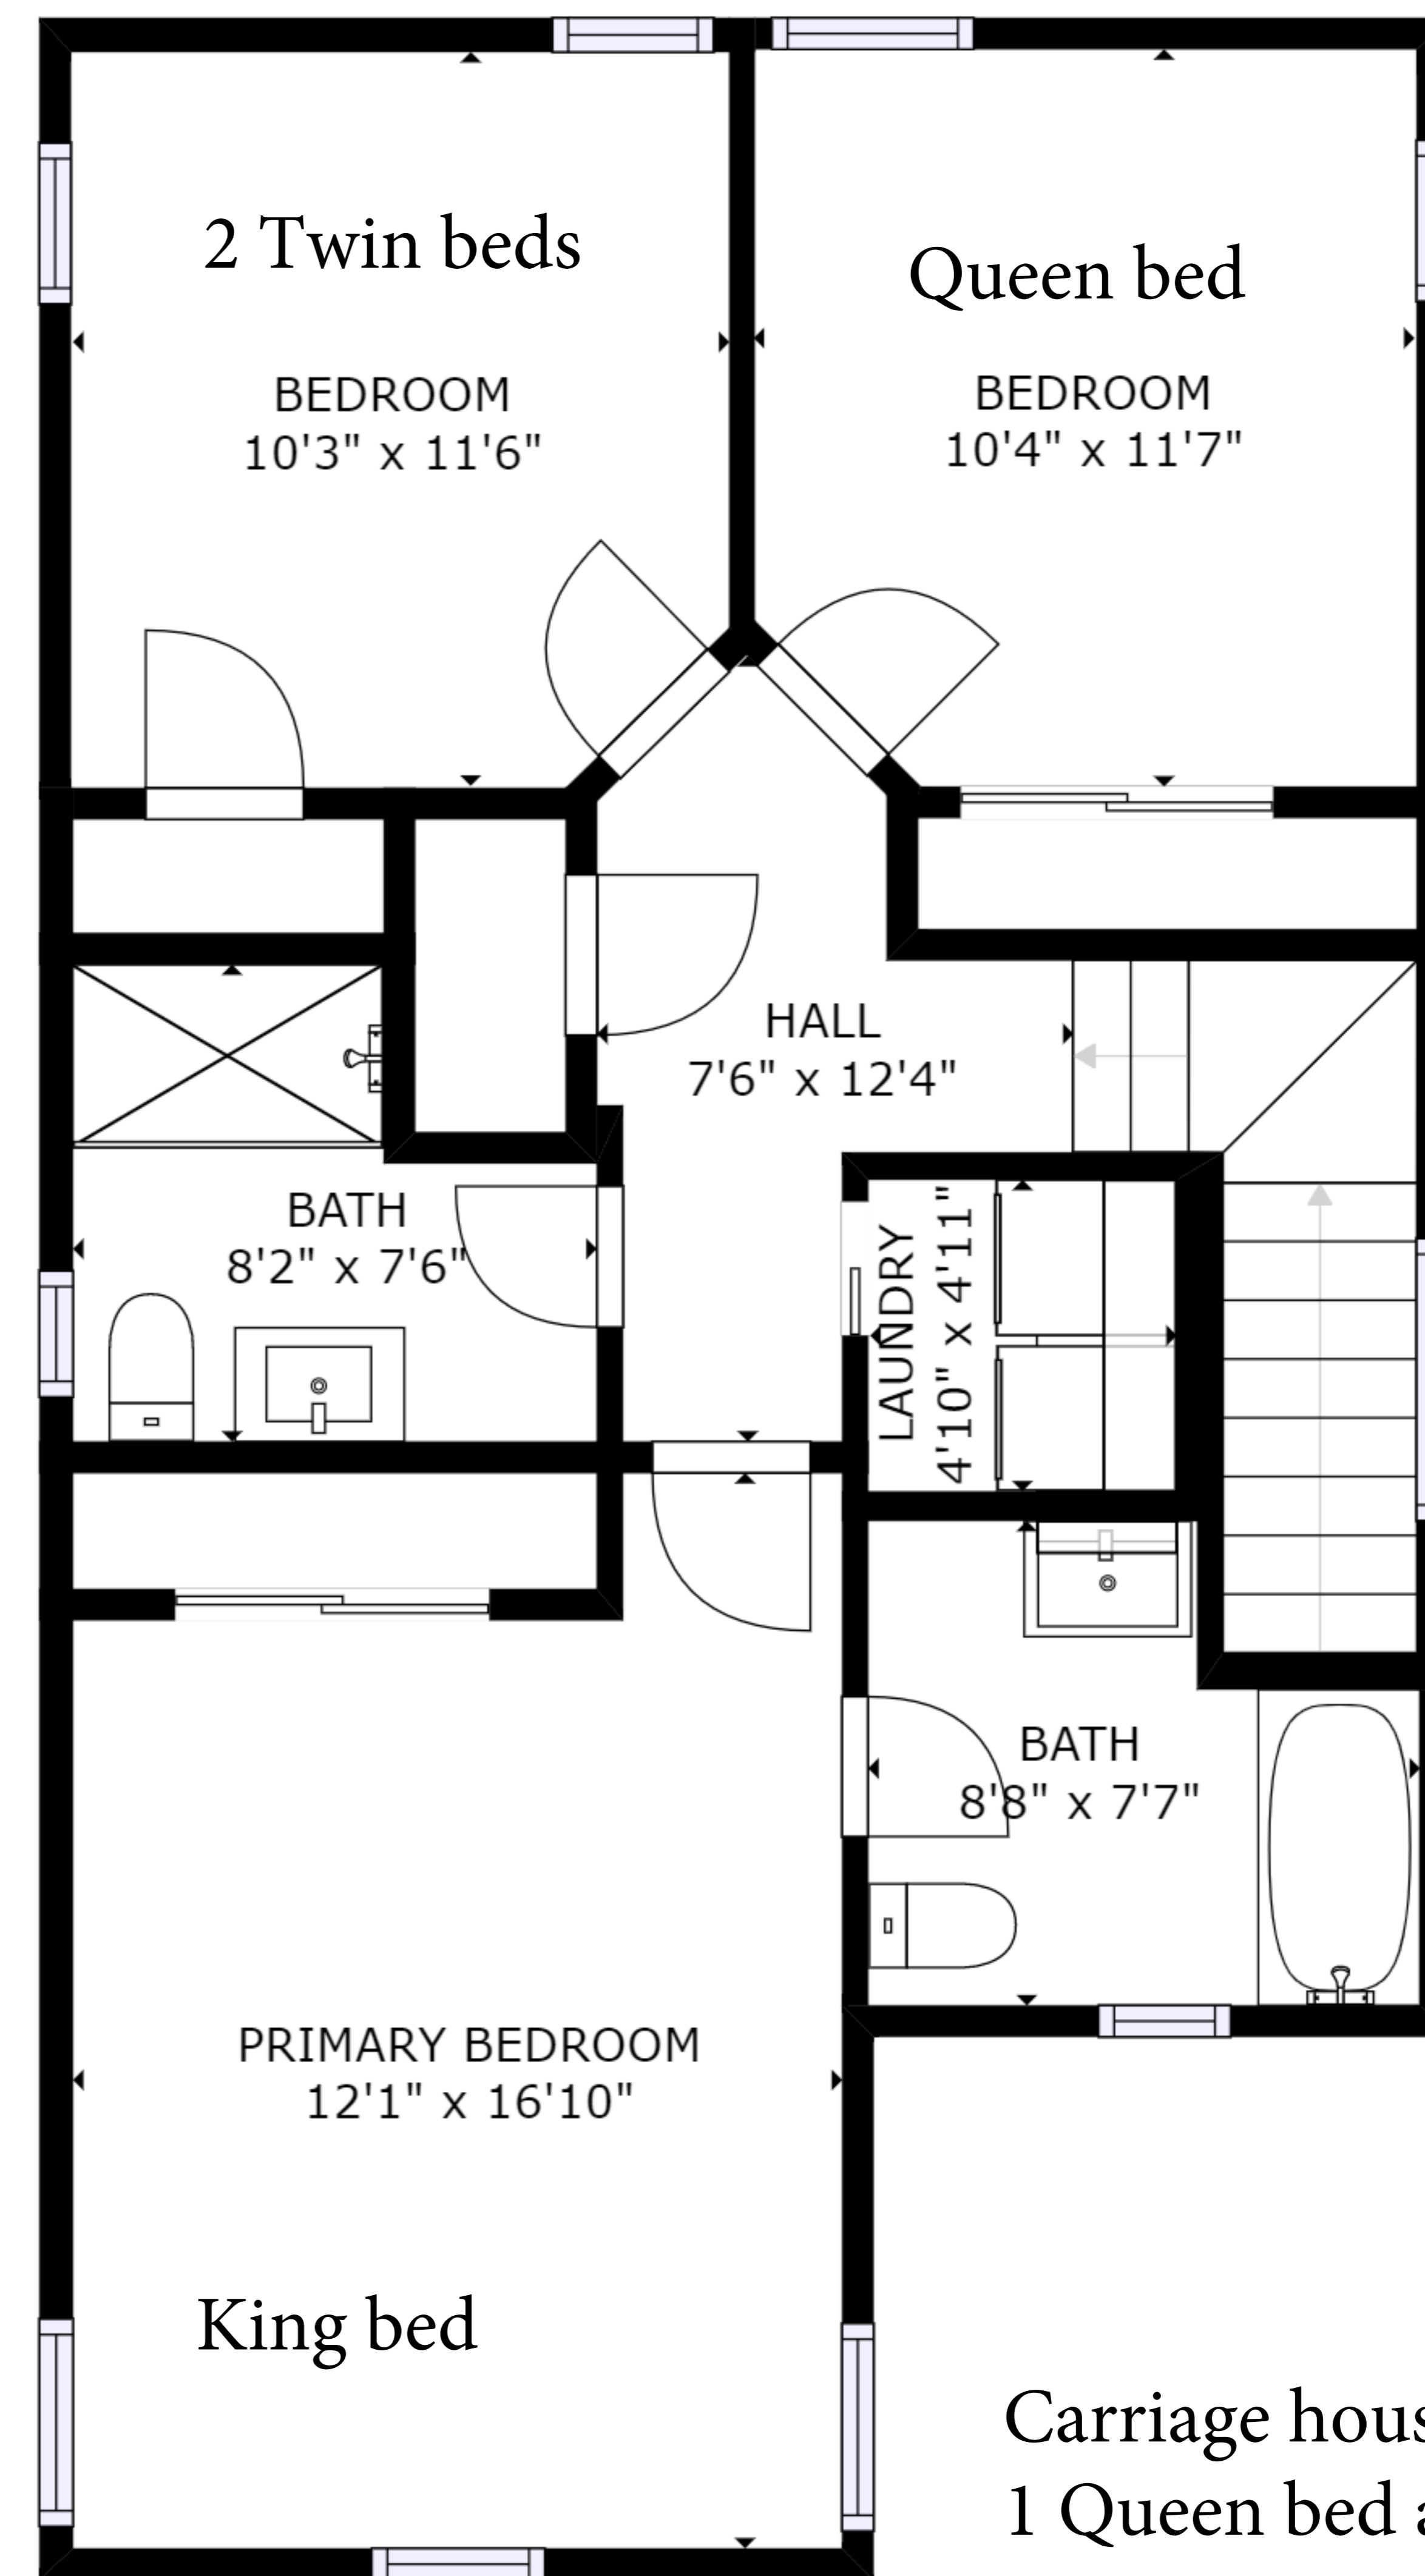 2 Twin beds
Queen bed
BEDROOM
10'3" x 11'6"
BEDROOM
10'4" x 11'7"
HALL
7'6" x 12'4"
BATH
8'2" x 7'6"
LAUNDRY
4'10" x 4'11"
BATH
8'8" x 7'7"
PRIMARY BEDROOM
12'1" x 16'10"
King bed
Carriage
1 Queen bed